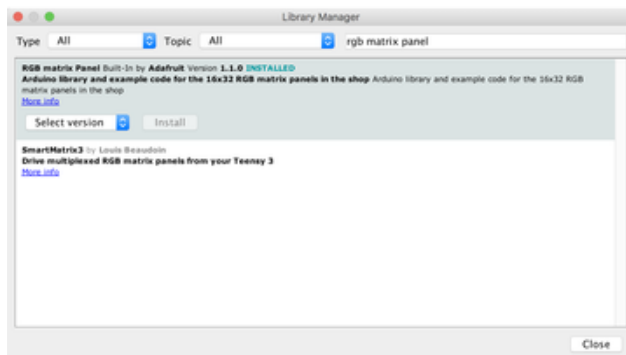 Library Manager
Type All Topic All rgb matrix panel
RGB matrix Panel Built-In by Adafruit Version 1.1.0 INSTALLED
Arduino library and example code for the 16x32 RGB matrix panels in the shop Arduino library and example code for the 16x32 RGB
matrix panels in the shop
More info
Select version Install
SmartMatrix3 by Louis Beaudoin
Drive multiplexed RGB matrix panels from your Teensy 3
More info
Close